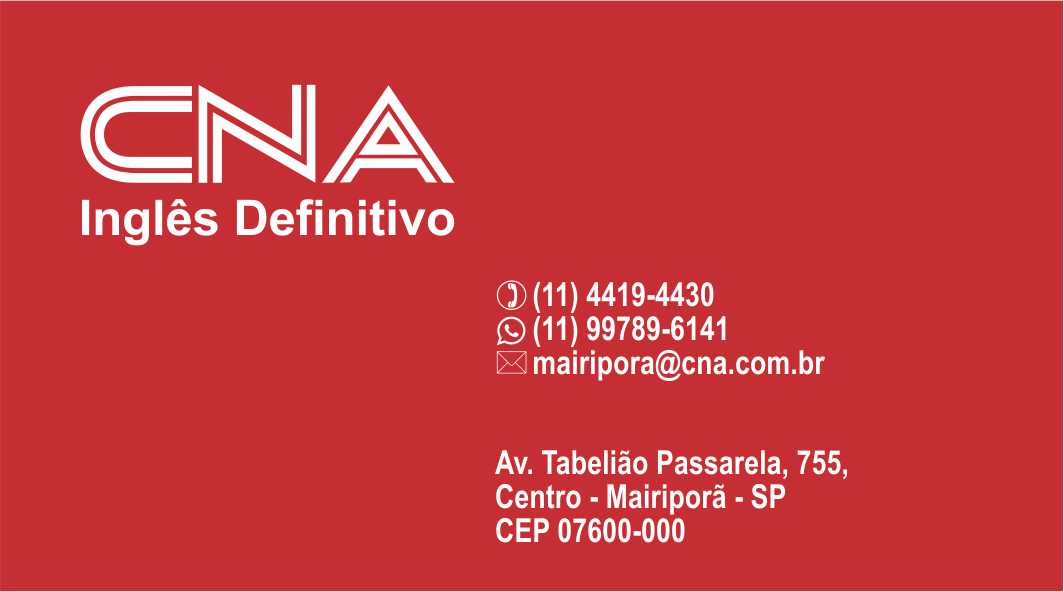 CNA
Inglês Definitivo
(11) 4419-4430
(11) 99789-6141
mairipora@cna.com.br
Av. Tabelião Passarela, 755,
Centro - Mairiporã - SP
CEP 07600-000